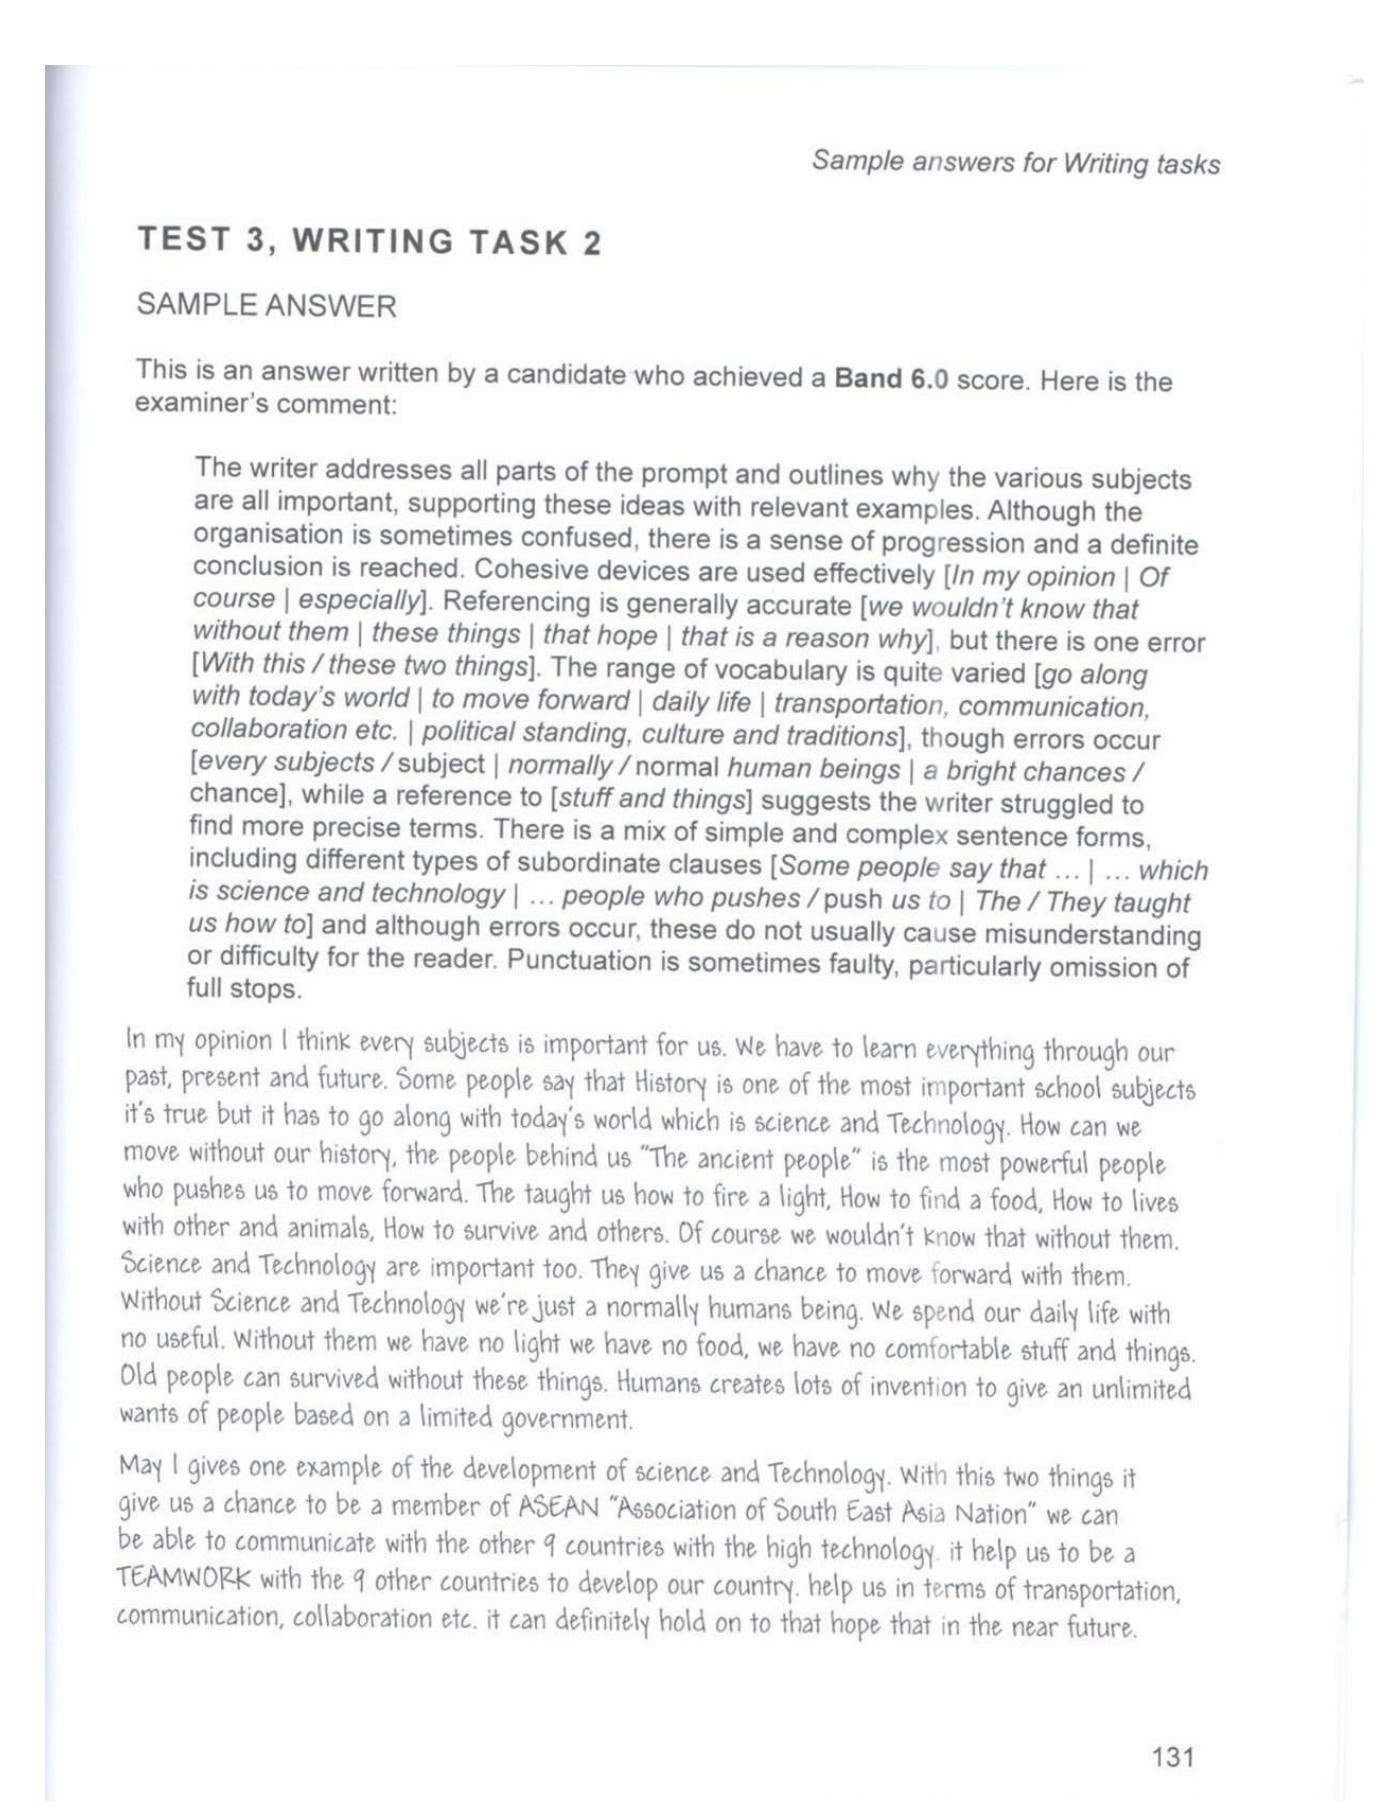 Sample answers for Writing tasks
TEST 3, WRITING TASK 2
SAMPLE ANSWER
This is an answer written by a candidate who achieved a Band 6.0 score. Here is the
examiner's comment:
The writer addresses all parts of the prompt and outlines why the various subjects
are all important, supporting these ideas with relevant examples. Although the
organisation is sometimes confused, there is a sense of progression and a definite
conclusion is reached. Cohesive devices are used effectively [In my opinion | Of
course | especially]. Referencing is generally accurate [we wouldn't know that
without them | these things | that hope | that is a reason why], but there is one error
[With this / these two things]. The range of vocabulary is quite varied [go along
with today's world | to move forward | daily life | transportation, communication,
collaboration etc. | political standing, culture and traditions], though errors occur
[every subjects / subject | normally / normal human beings | a bright chances /
chance], while a reference to [stuff and things] suggests the writer struggled to
find more precise terms. There is a mix of simple and complex sentence forms,
including different types of subordinate clauses [Some people say that ... | ... which
is science and technology | ... people who pushes / push us to | The / They taught
us how to] and although errors occur, these do not usually cause misunderstanding
or difficulty for the reader. Punctuation is sometimes faulty, particularly omission of
full stops.
In my opinion I think every subjects is important for us. We have to learn everything through our
past, present and future. Some people say that History is one of the most important school subjects
it's true but it has to go along with today's world which is science and Technology. How can we
move without our history, the people behind us "The ancient people" is the most powerful people
who pushes us to move forward. The taught us how to fire a light, How to find a food, How to lives
with other and animals, How to survive and others. Of course we wouldn't know that without them.
Science and Technology are important too. They give us a chance to move forward with them.
Without Science and Technology we're just a normally humans being. We spend our daily life with
no useful. Without them we have no light we have no food, we have no comfortable stuff and things.
Old people can survived without these things. Humans creates lots of invention to give an unlimited
wants of people based on a limited government.
May I gives one example of the development of science and Technology. With this two things it
give us a chance to be a member of ASEAN "Association of South East Asia Nation" we can
be able to communicate with the other 9 countries with the high technology. it help us to be a
TEAMWORK with the 9 other countries to develop our country. help us in terms of transportation,
communication, collaboration etc. it can definitely hold on to that hope that in the near future.
131